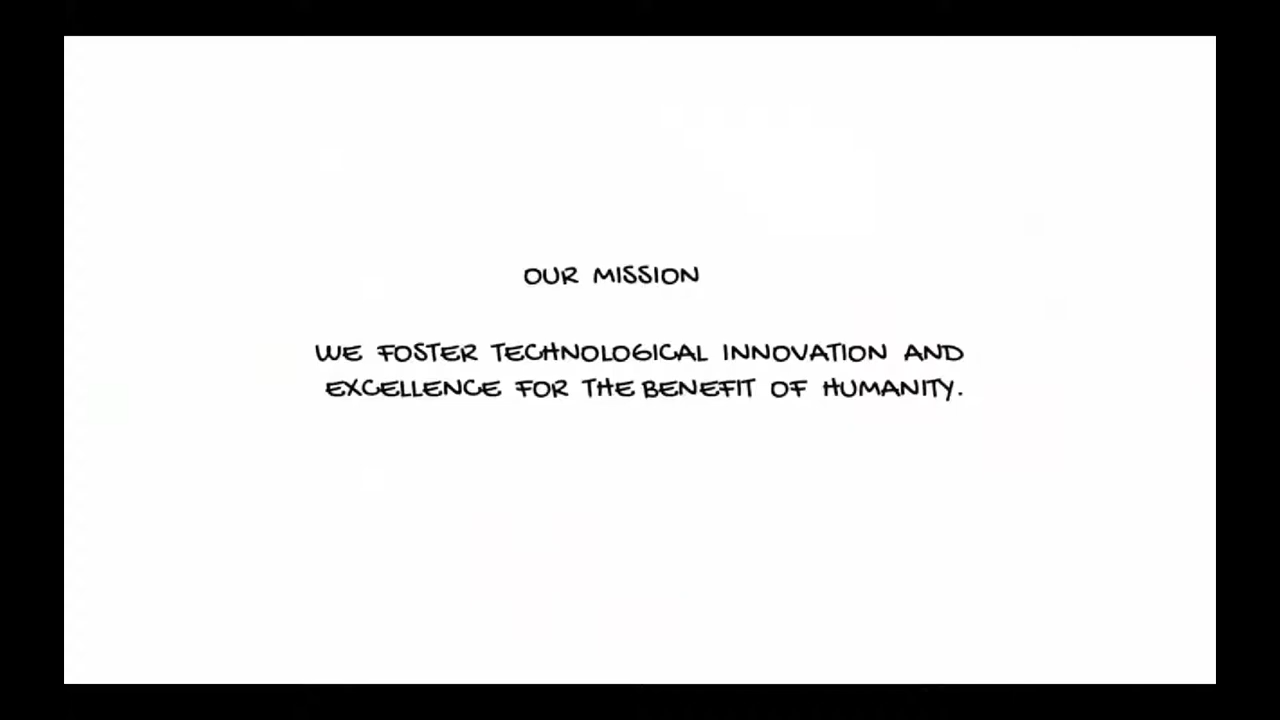 OUR MISSION
WE FOSTER TECHNOLOGICAL INNOVATION AND
EXCELLENCE FOR THE BENEFIT OF HUMANITY.